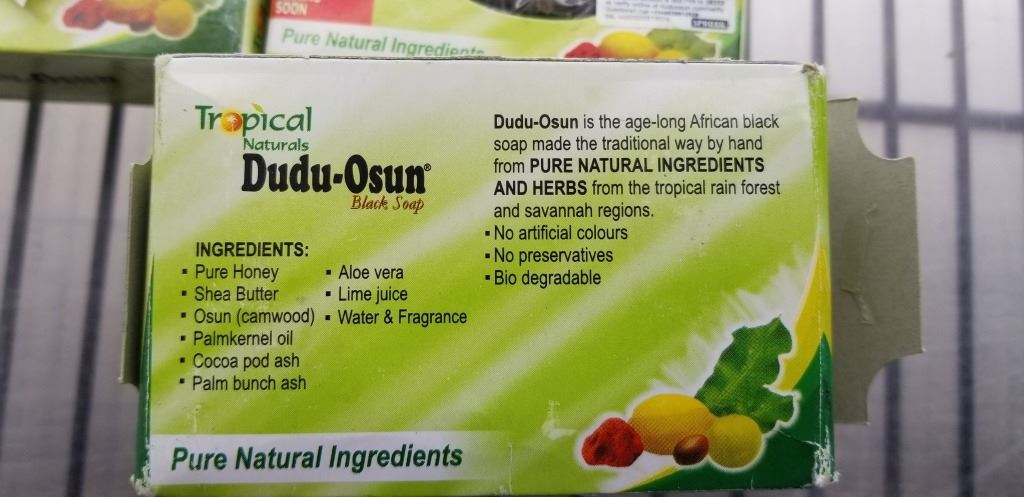 SOON
Pure Natural Ingredients
Tropical
Naturals
Dudu-Osun®
Black Soap
INGREDIENTS:
▪ Pure Honey
▪ Shea Butter
▪ Osun (camwood)
▪ Palmkernel oil
▪ Cocoa pod ash
▪ Palm bunch ash
▪ Aloe vera
▪ Lime juice
▪ Water & Fragrance
Dudu-Osun is the age-long African black
soap made the traditional way by hand
from PURE NATURAL INGREDIENTS
AND HERBS from the tropical rain forest
and savannah regions.
▪ No artificial colours
▪ No preservatives
▪ Bio degradable
Pure Natural Ingredients